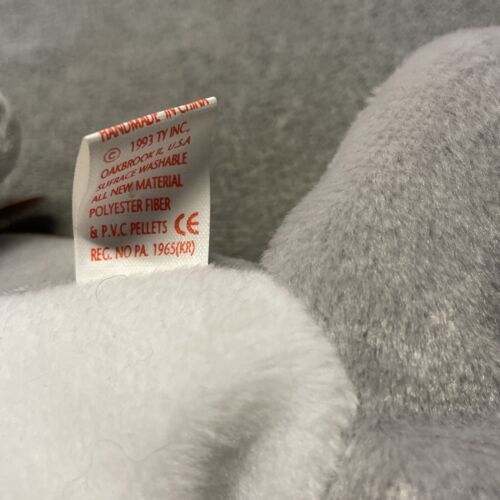 HANDMADE IN CHINA
© 1993 TY INC.
OAKBROOK IL, U.S.A
SUFRACE WASHABLE
ALL NEW MATERIAL
POLYESTER FIBER
& P.V.C PELLETS CE
REG. NO PA. 1965(KR)